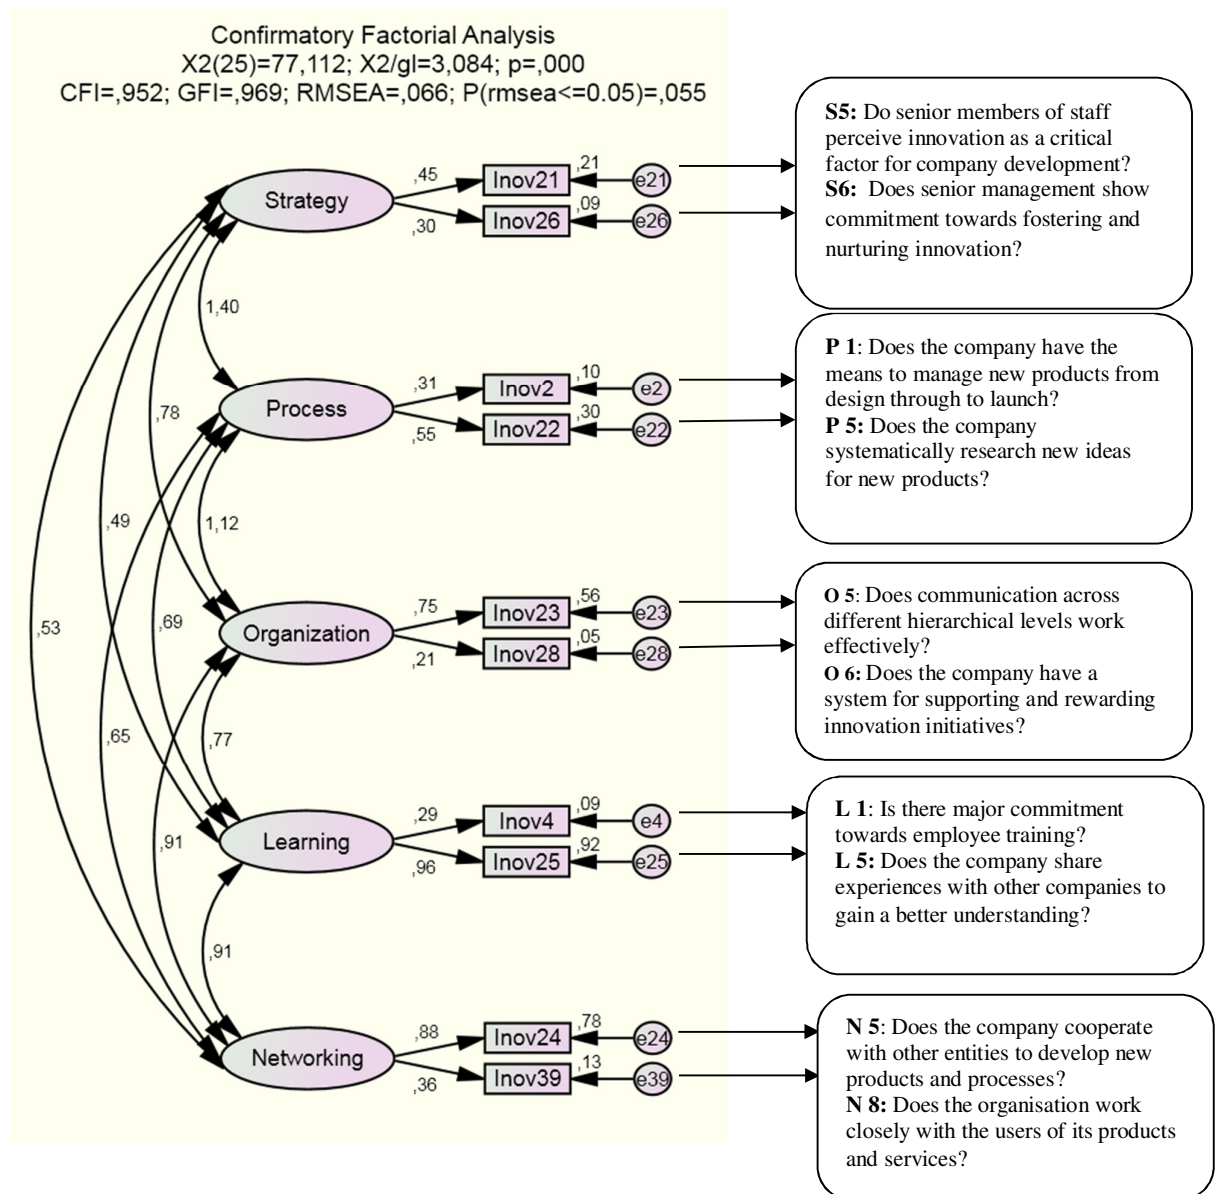 Confirmatory Factorial Analysis
X2(25)=77,112; X2/gl=3,084; p=,000
CFI=,952; GFI=,969; RMSEA=,066; P(rmsea<=0.05)=,055
Strategy
,45
Inov21
,21
e21
,30
Inov26
,09
e26
S5: Do senior members of staff
perceive innovation as a critical
factor for company development?
S6: Does senior management show
commitment towards fostering and
nurturing innovation?
1,40
Process
,31
Inov2
,10
e2
,55
Inov22
,30
e22
P 1: Does the company have the
means to manage new products from
design through to launch?
P 5: Does the company
systematically research new ideas
for new products?
,78
,49
1,12
Organization
,75
Inov23
,56
e23
,21
Inov28
,05
e28
O 5: Does communication across
different hierarchical levels work
effectively?
O 6: Does the company have a
system for supporting and rewarding
innovation initiatives?
,53
,69
,65
,77
Learning
,29
Inov4
,09
e4
,96
Inov25
,92
e25
L 1: Is there major commitment
towards employee training?
L 5: Does the company share
experiences with other companies to
gain a better understanding?
,91
,91
Networking
,88
Inov24
,78
e24
,36
Inov39
,13
e39
N 5: Does the company cooperate
with other entities to develop new
products and processes?
N 8: Does the organisation work
closely with the users of its products
and services?